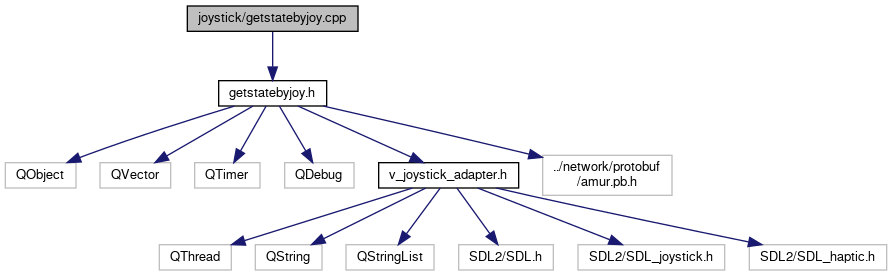 joystick/getstatebyjoy.cpp
getstatebyjoy.h
QObject
QVector
QTimer
QDebug
v_joystick_adapter.h
../network/protobuf
/amur.pb.h
QThread
QString
QStringList
SDL2/SDL.h
SDL2/SDL_joystick.h
SDL2/SDL_haptic.h